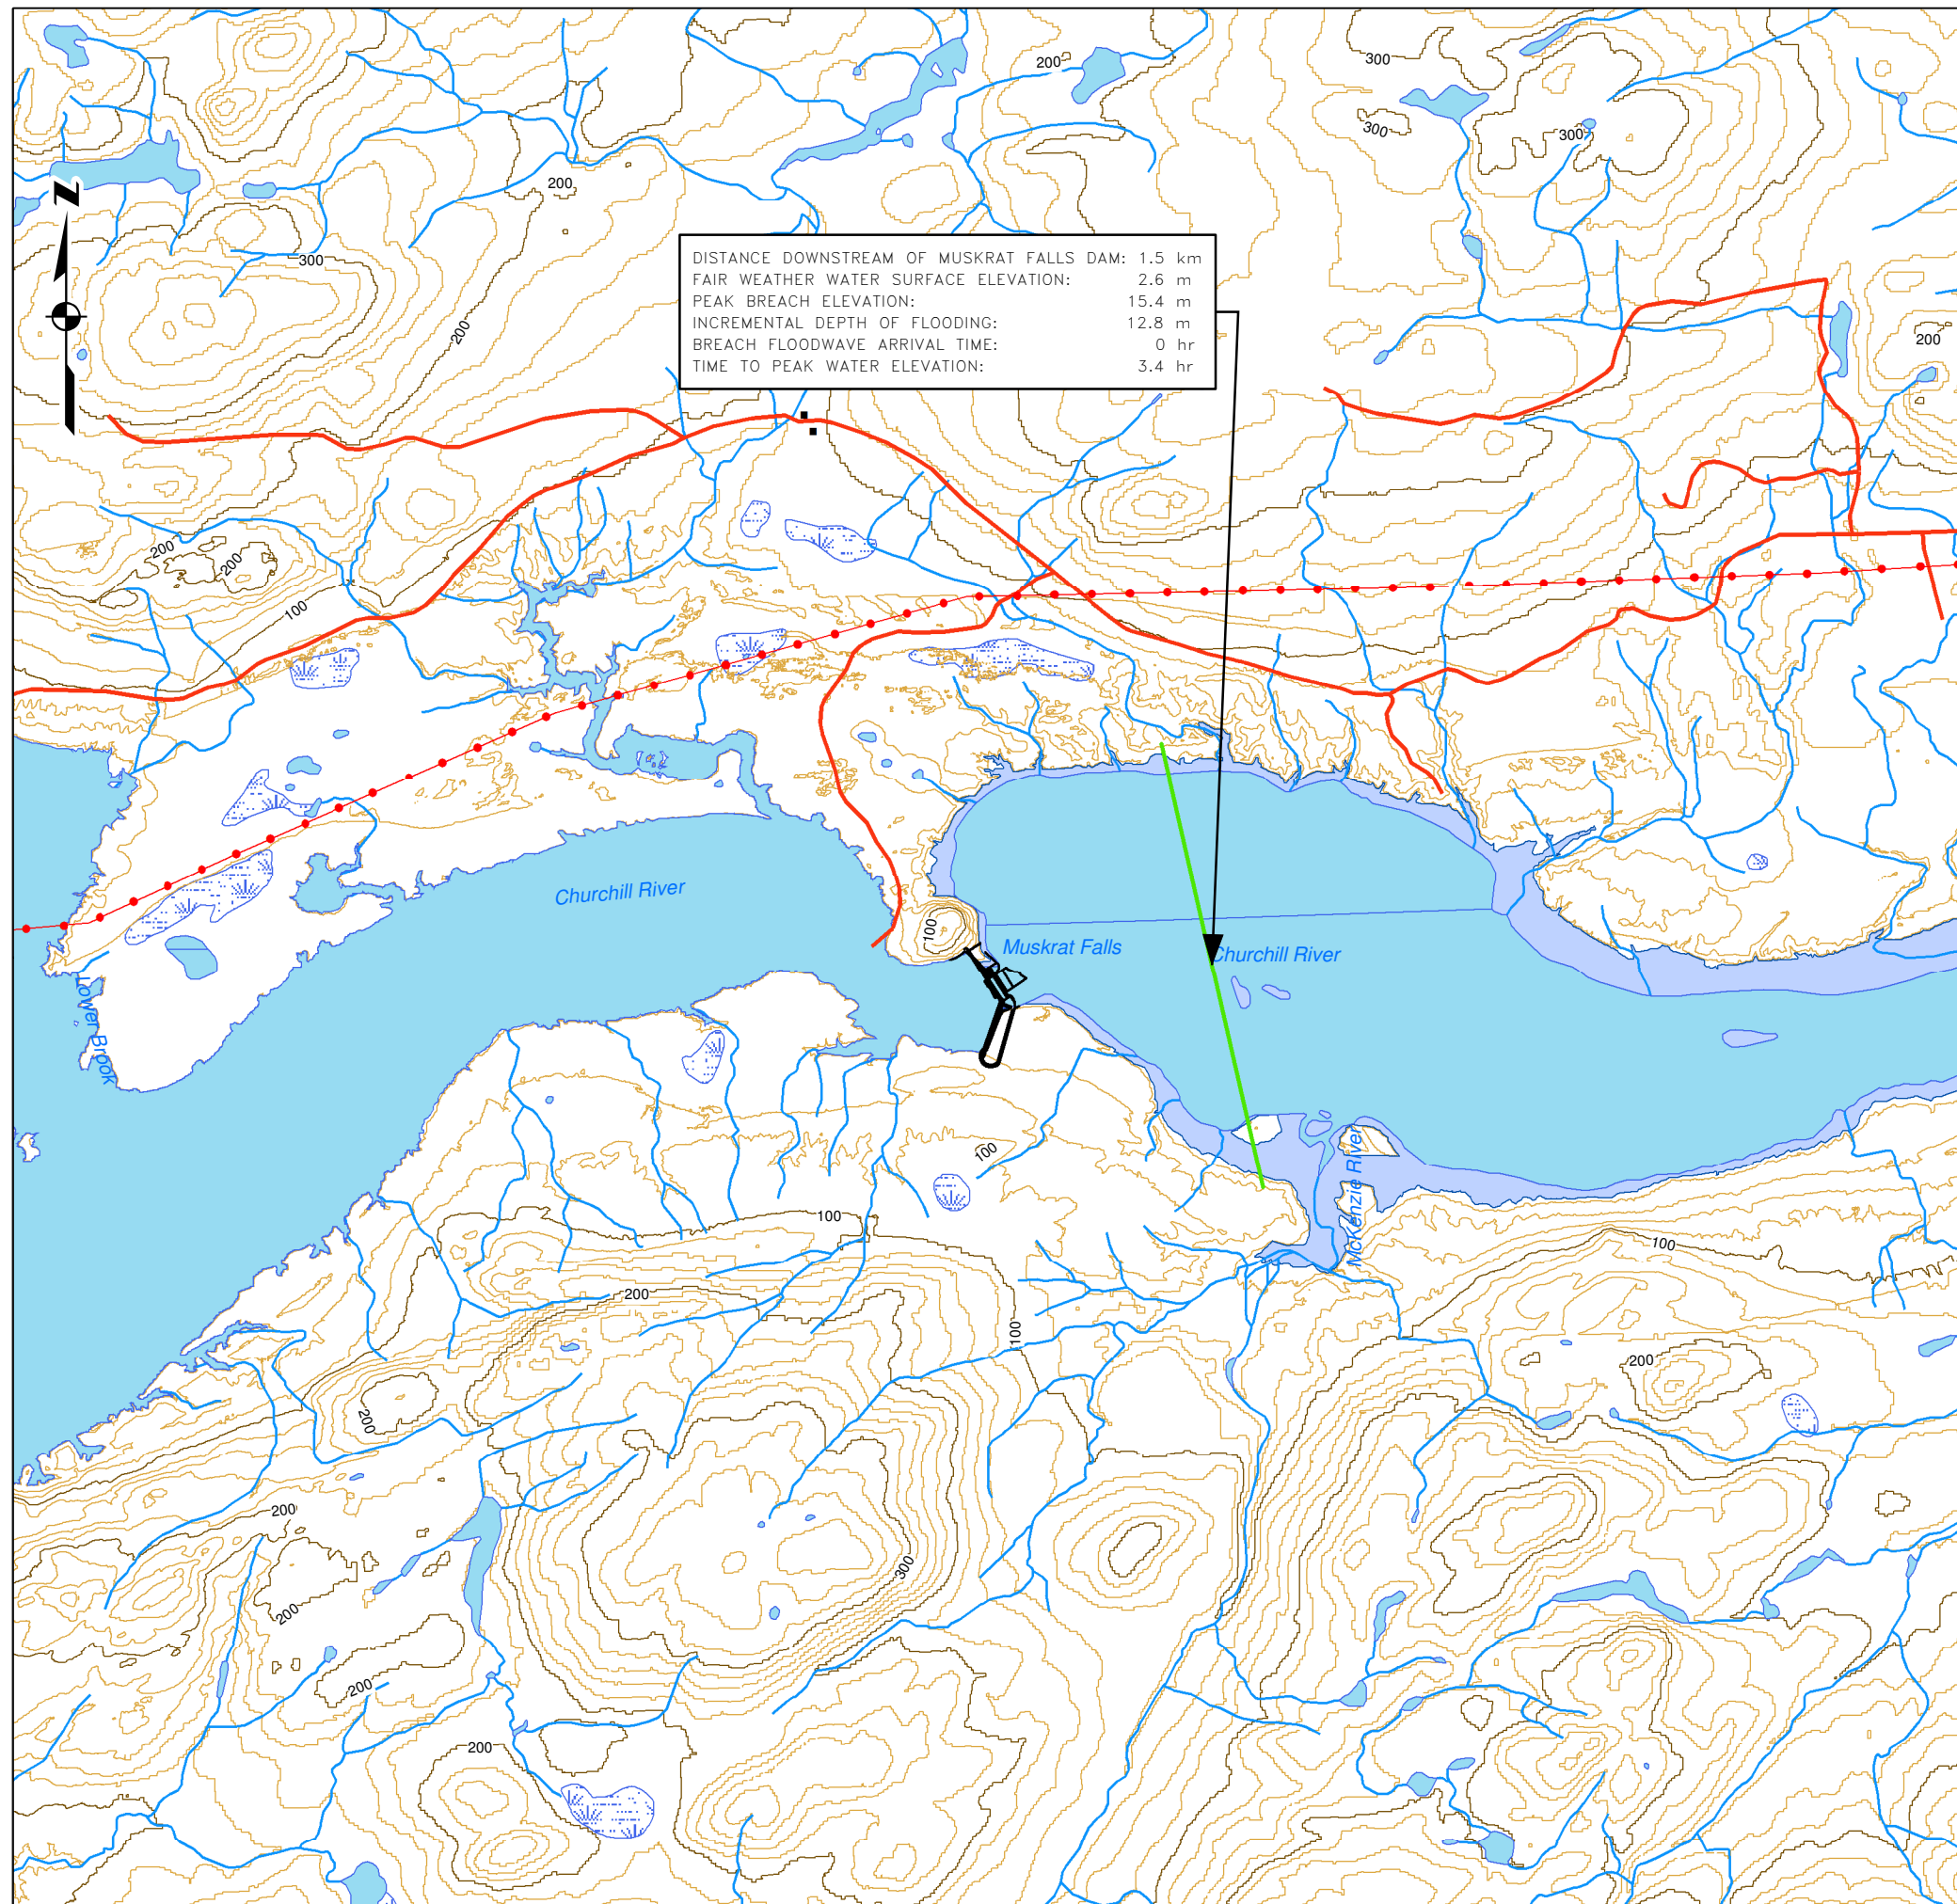 200
300
300
300
200
N
300
200
DISTANCE DOWNSTREAM OF MUSKRAT FALLS DAM: 1.5 km
FAIR WEATHER WATER SURFACE ELEVATION: 2.6 m
PEAK BREACH ELEVATION: 15.4 m
INCREMENTAL DEPTH OF FLOODING: 12.8 m
BREACH FLOODWAVE ARRIVAL TIME: 0 hr
TIME TO PEAK WATER ELEVATION: 3.4 hr
200
200
200
100
Churchill River
100
Muskrat Falls
Churchill River
Lower Brook
100
McKenzie River
100
100
200
100
200
200
200
300
200
200
200